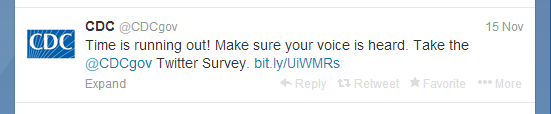 CDC @CDCgov 15 Nov
CDC Time is running out! Make sure your voice is heard. Take the
@CDCgov Twitter Survey. bit.ly/UiWMRs
Expand Reply Retweet Favorite More